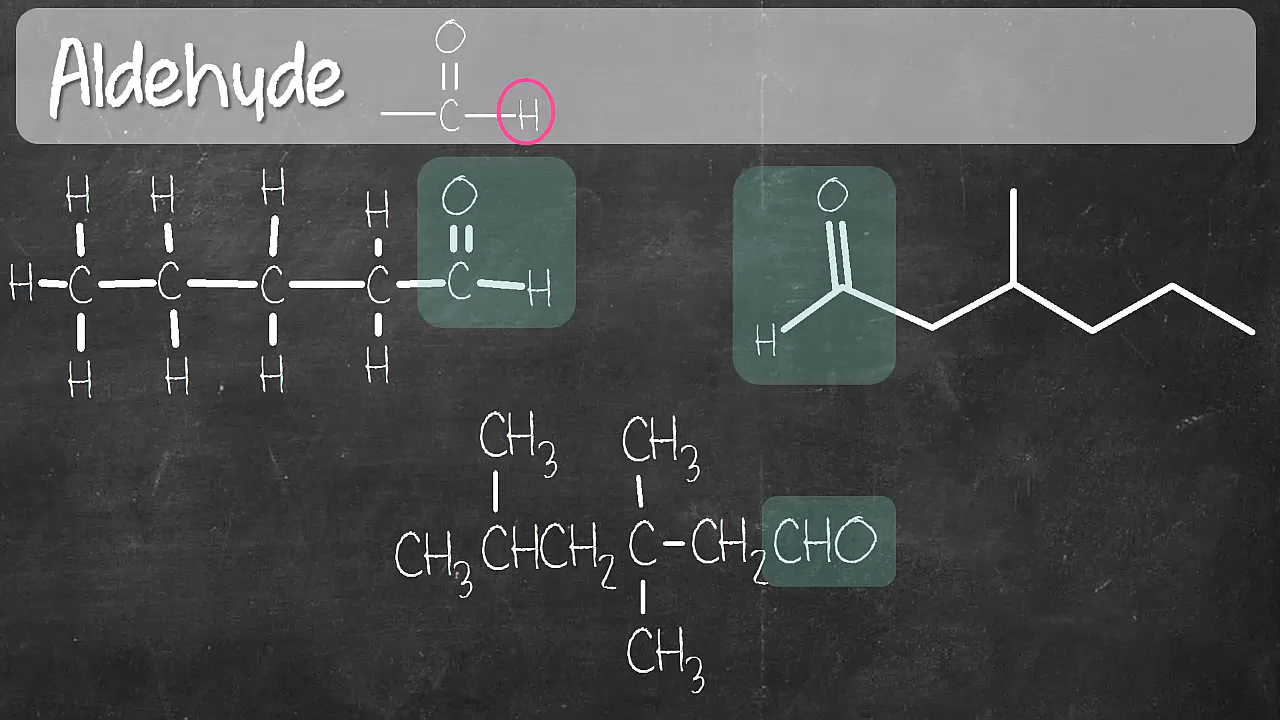 Aldehyde
O
C H
H H H H O
H C C C C C H
H H H H
O
H
CH3 CH3
CH3CHCH2C-CH2CHO
CH3